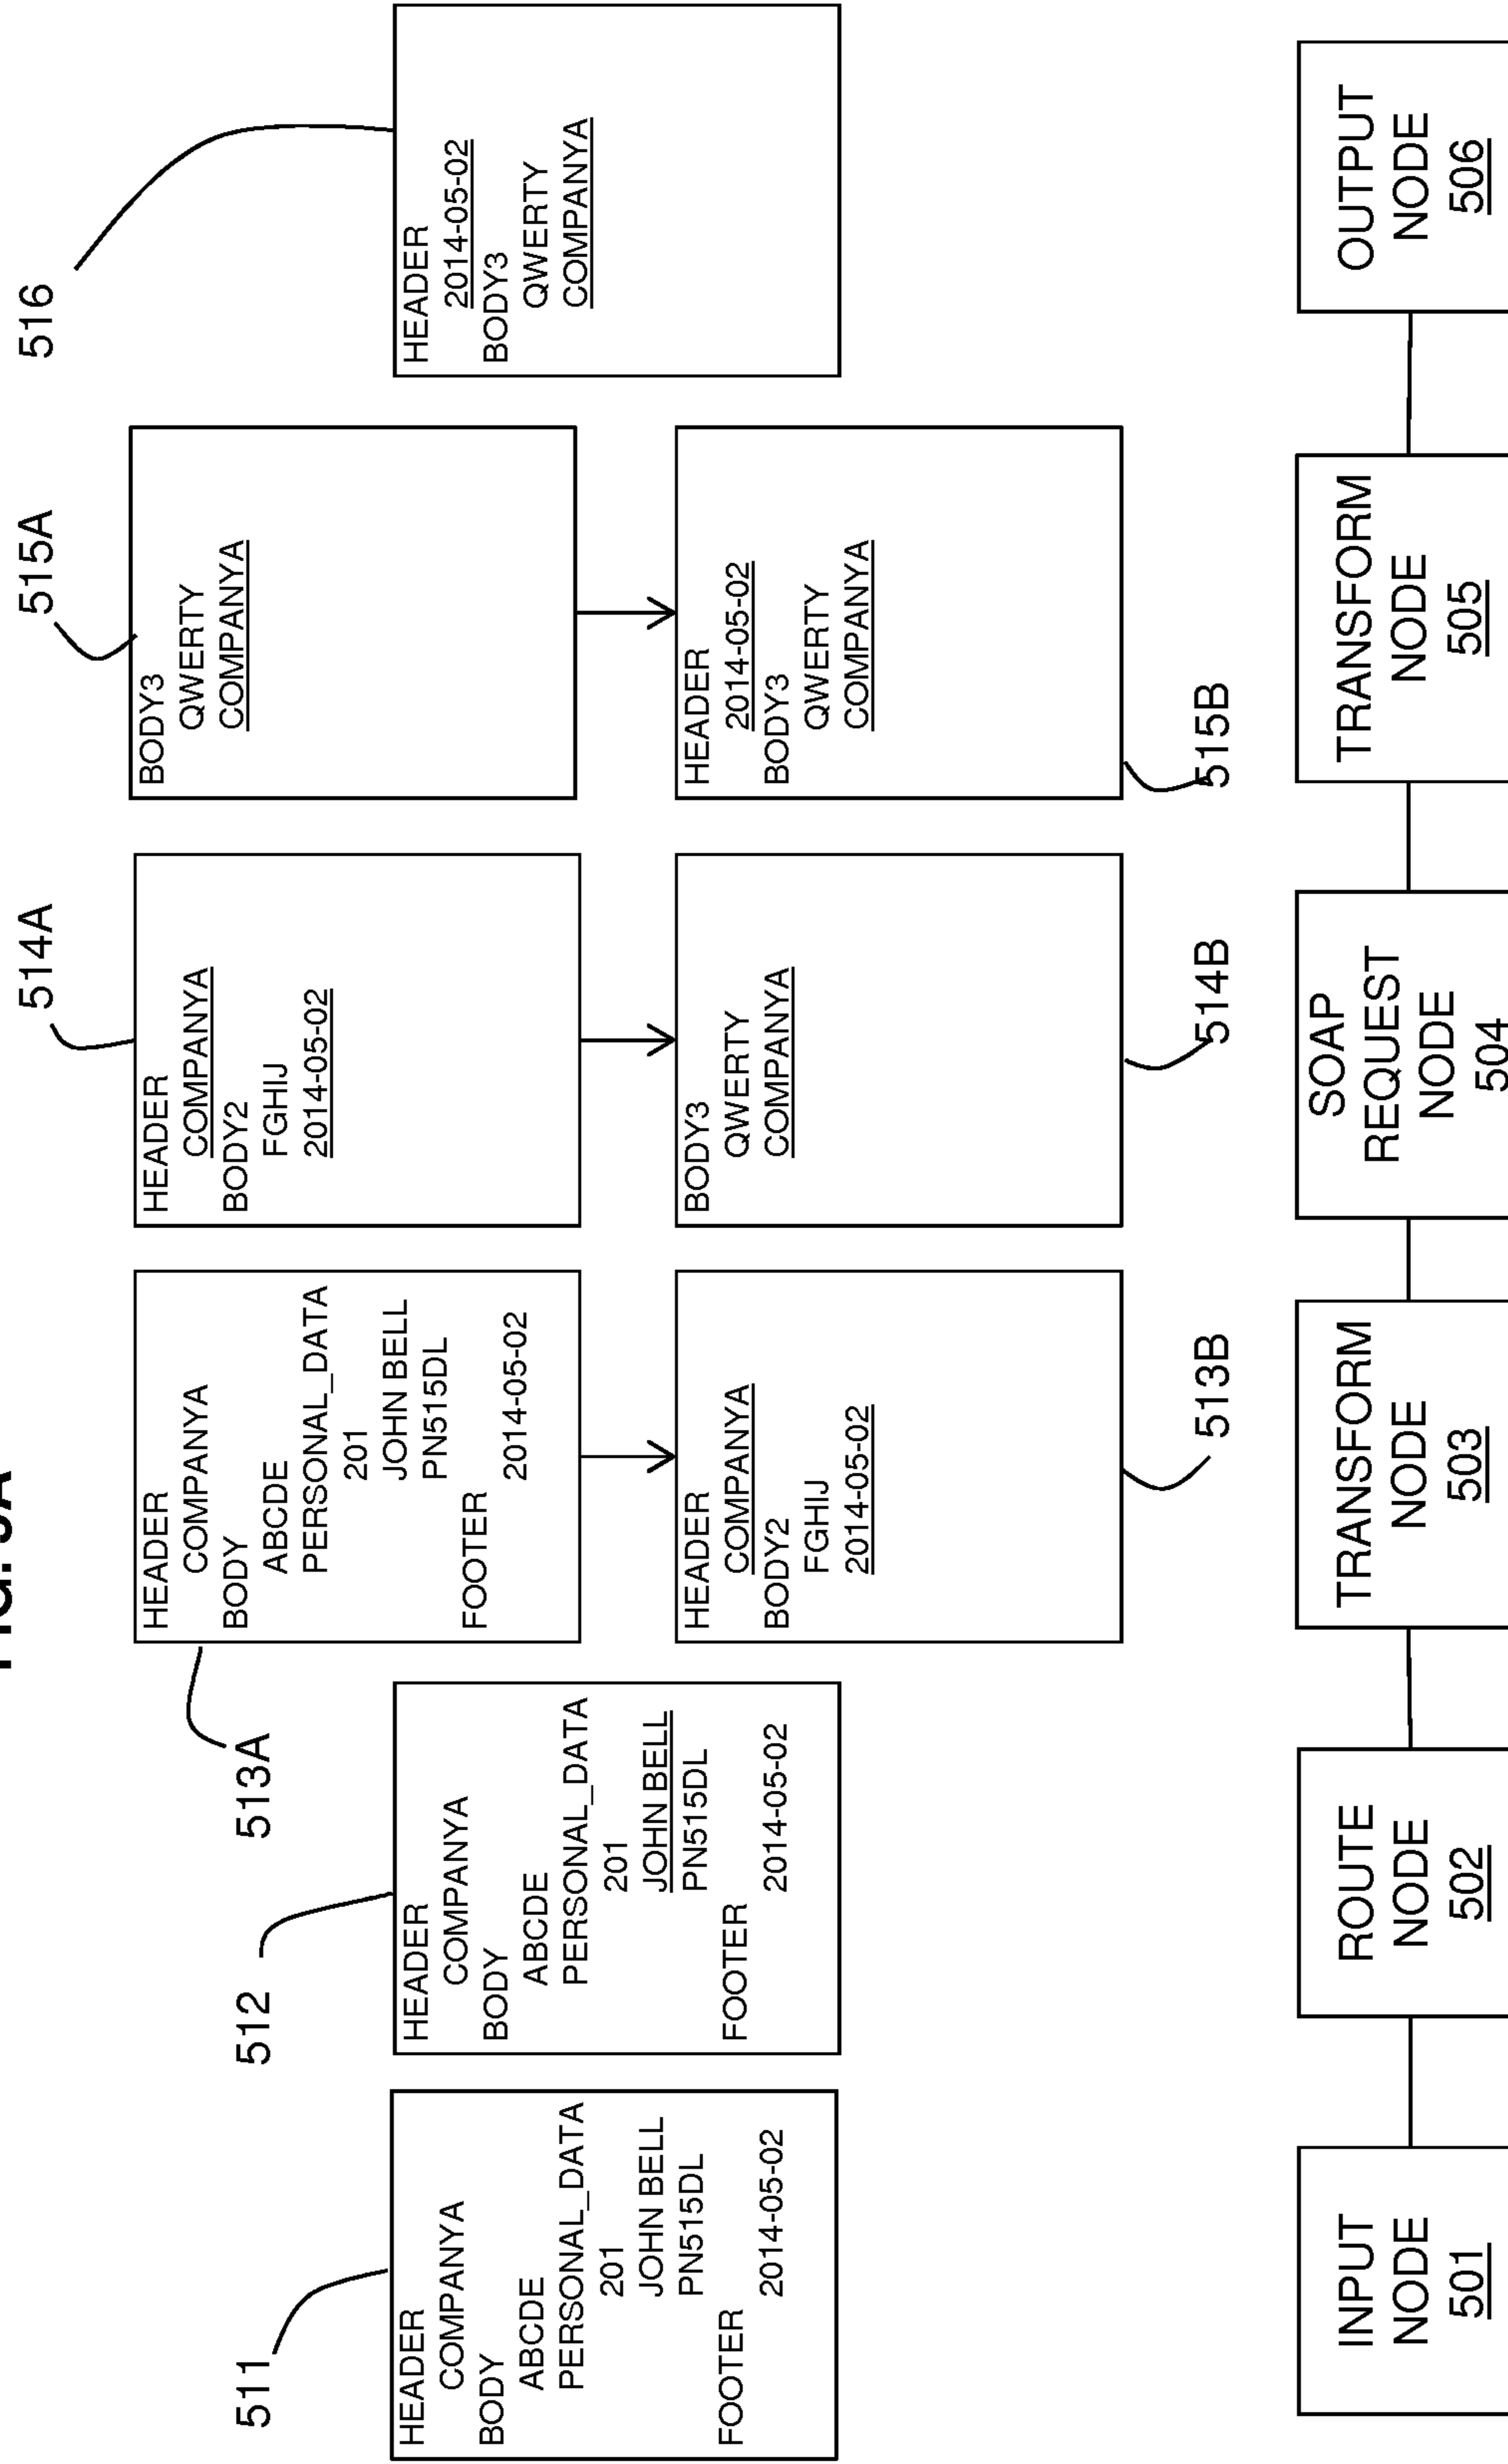 FIG. 5A
511
HEADER
COMPANYA
BODY
ABCDE
PERSONAL_DATA
201
JOHN BELL
PN515DL
FOOTER
2014-05-02
512
HEADER
COMPANYA
BODY
ABCDE
PERSONAL_DATA
201
JOHN BELL
PN515DL
FOOTER
2014-05-02
513A
HEADER
COMPANYA
BODY
ABCDE
PERSONAL_DATA
201
JOHN BELL
PN515DL
FOOTER
2014-05-02
HEADER
COMPANYA
BODY2
FGHIJ
2014-05-02
513B
514A
HEADER
COMPANYA
BODY2
FGHIJ
2014-05-02
BODY3
QWERTY
COMPANYA
514B
515A
BODY3
QWERTY
COMPANYA
HEADER
2014-05-02
BODY3
QWERTY
COMPANYA
515B
516
HEADER
2014-05-02
BODY3
QWERTY
COMPANYA
INPUT
NODE
501
ROUTE
NODE
502
TRANSFORM
NODE
503
SOAP
REQUEST
NODE
504
TRANSFORM
NODE
505
OUTPUT
NODE
506